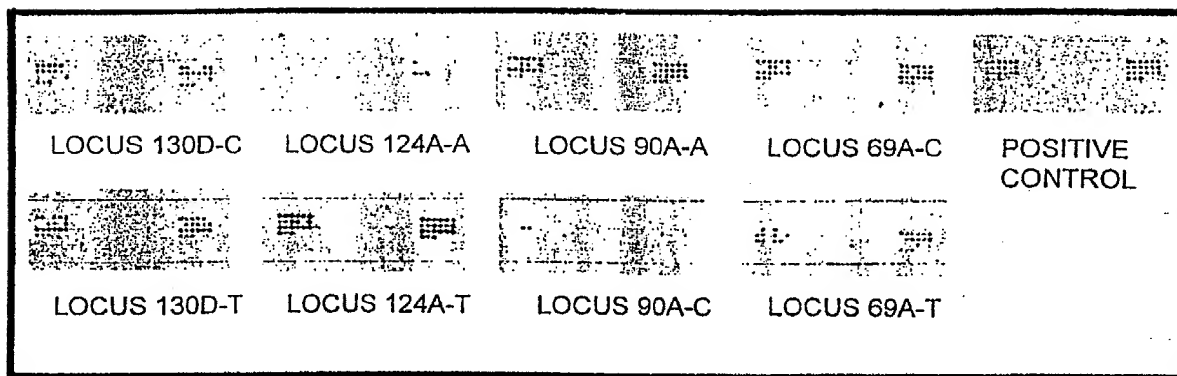 LOCUS 130D-C LOCUS 124A-A LOCUS 90A-A LOCUS 69A-C POSITIVE
CONTROL
LOCUS 130D-T LOCUS 124A-T LOCUS 90A-C LOCUS 69A-T